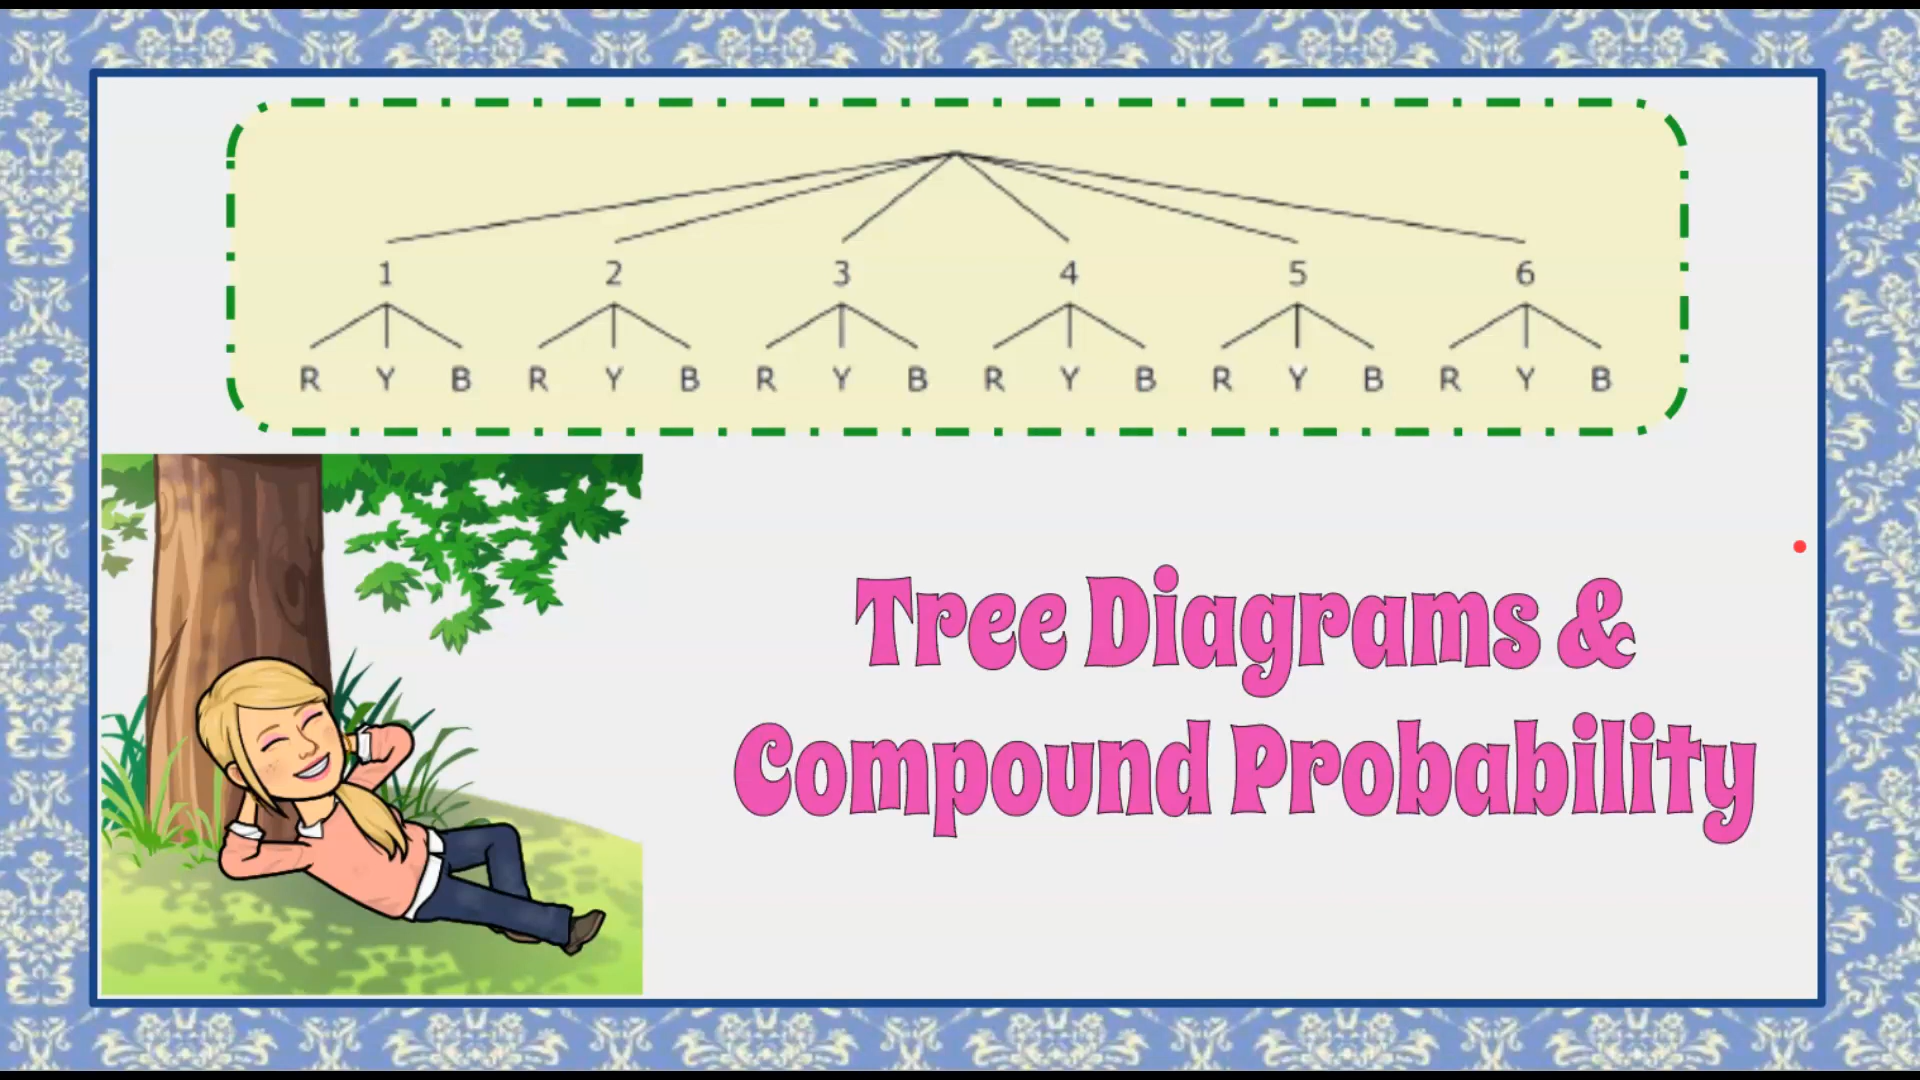 1 2 3 4 5 6
R Y B R Y B R Y B R Y B R Y B R Y B
Tree Diagrams &
Compound Probability